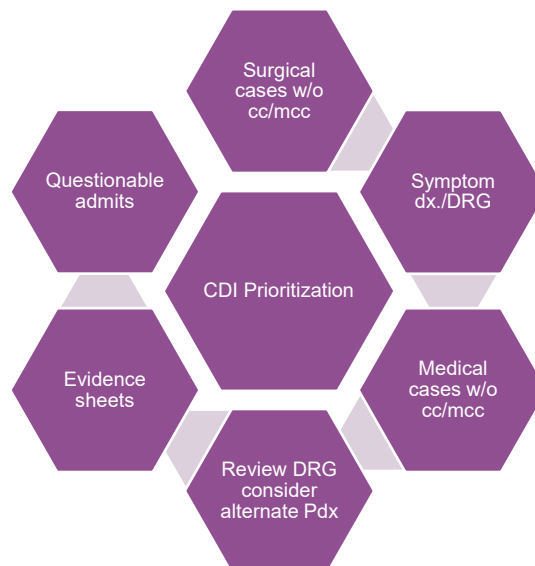 Surgical
cases w/o
cc/mcc
Questionable
admits
Symptom
dx./DRG
CDI Prioritization
Evidence
sheets
Medical
cases w/o
cc/mcc
Review DRG
consider
alternate Pdx